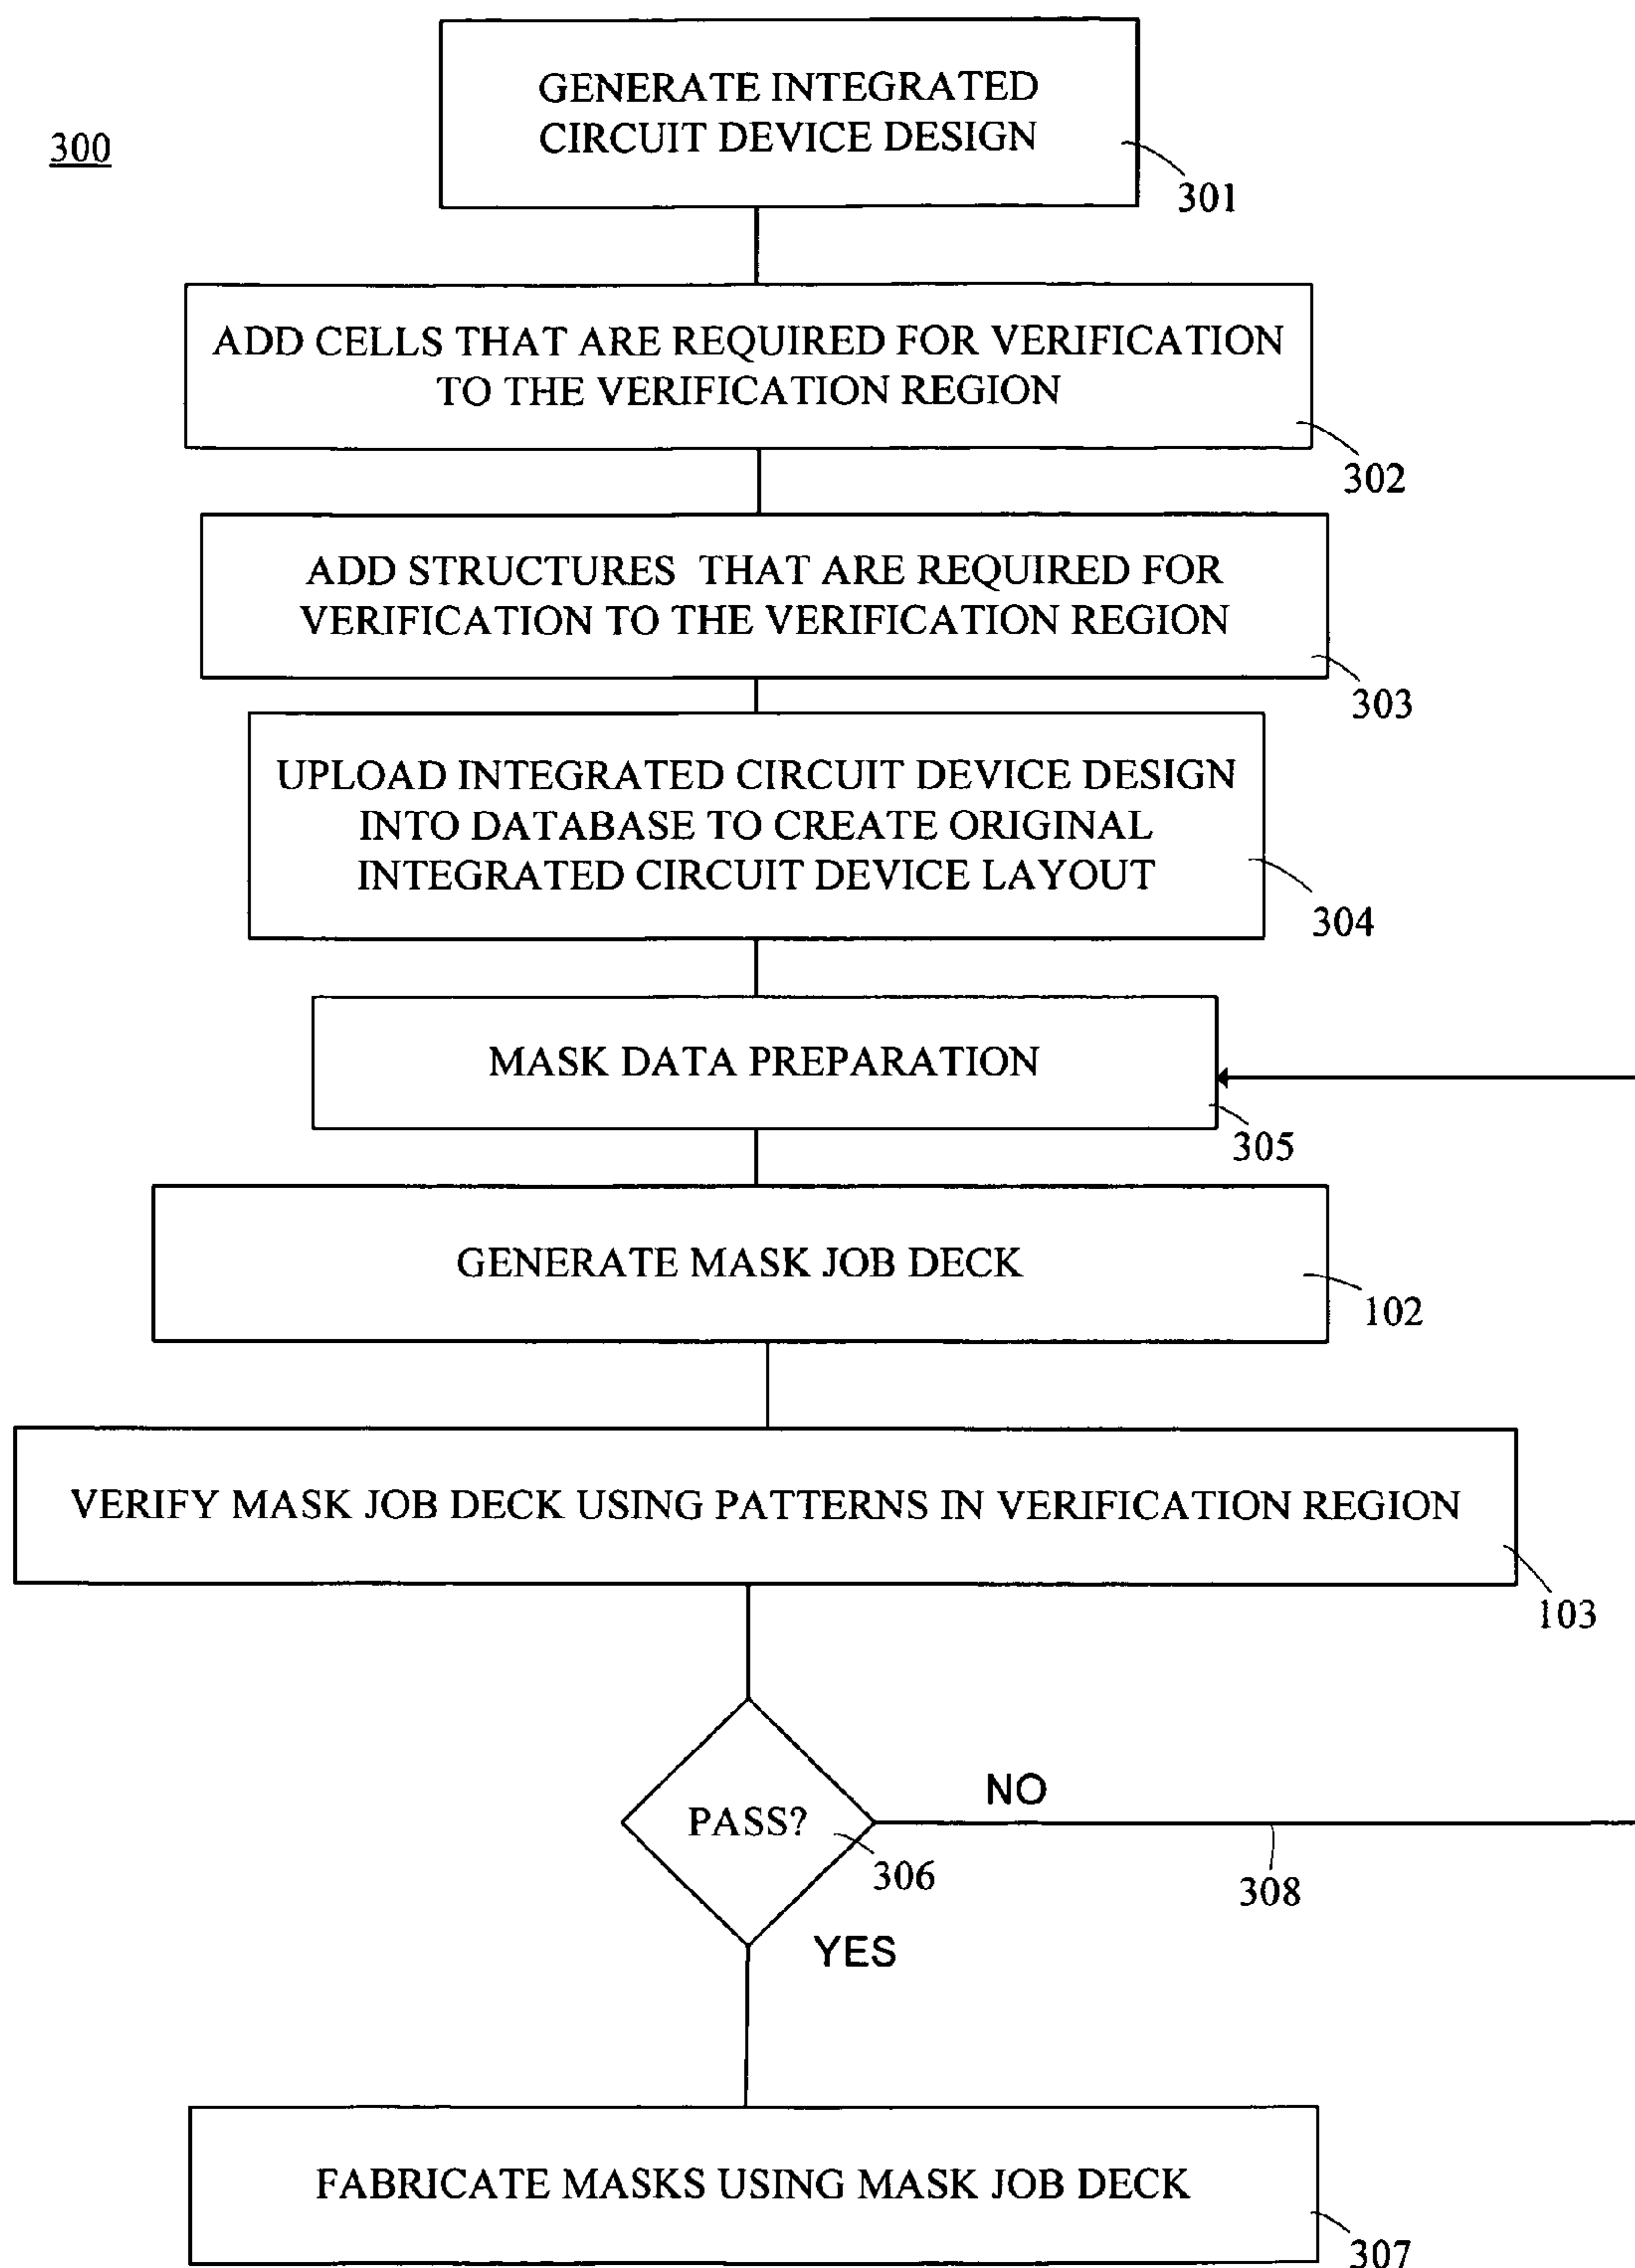 300
GENERATE INTEGRATED
CIRCUIT DEVICE DESIGN
301
ADD CELLS THAT ARE REQUIRED FOR VERIFICATION
TO THE VERIFICATION REGION
302
ADD STRUCTURES THAT ARE REQUIRED FOR
VERIFICATION TO THE VERIFICATION REGION
303
UPLOAD INTEGRATED CIRCUIT DEVICE DESIGN
INTO DATABASE TO CREATE ORIGINAL
INTEGRATED CIRCUIT DEVICE LAYOUT
304
MASK DATA PREPARATION
305
GENERATE MASK JOB DECK
102
VERIFY MASK JOB DECK USING PATTERNS IN VERIFICATION REGION
103
PASS?
306
NO
308
YES
FABRICATE MASKS USING MASK JOB DECK
307